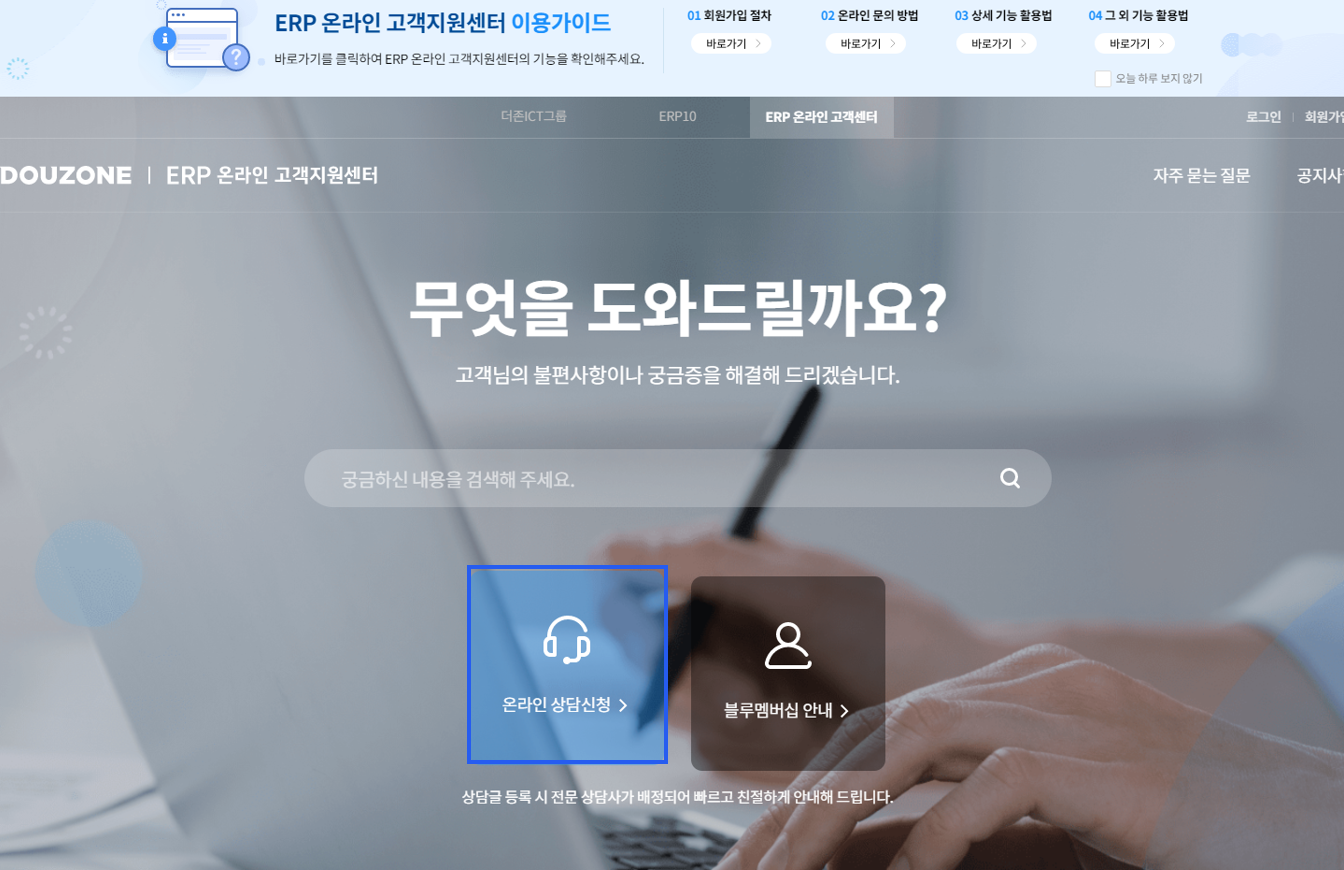 ERP 온라인 고객지원센터 이용가이드
바로가기를 클릭하여 ERP 온라인 고객지원센터의 기능을 확인해주세요.
01 회원가입 절차
바로가기
02 온라인 문의 방법
바로가기
03 상세 기능 활용법
바로가기
04 그 외 기능 활용법
바로가기
오늘 하루 보지 않기
더존ICT그룹
ERP10
ERP 온라인 고객센터
로그인
회원가입
DOUZONE
ERP 온라인 고객지원센터
자주 묻는 질문
공지사
무엇을 도와드릴까요?
고객님의 불편사항이나 궁금증을 해결해 드리겠습니다.
궁금하신 내용을 검색해 주세요.
온라인 상담신청
블루멤버십 안내
상담글 등록 시 전문 상담사가 배정되어 빠르고 친절하게 안내해 드립니다.